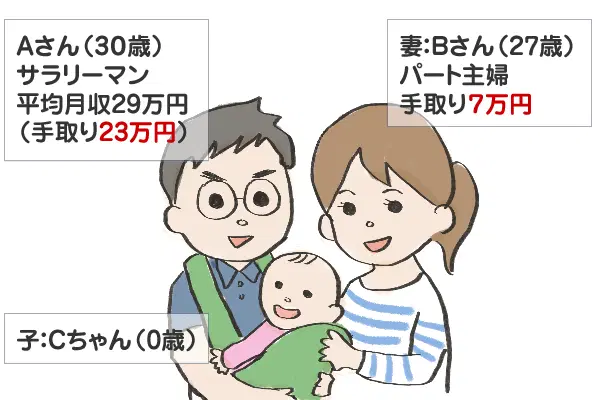 Aさん（30歳）
サラリーマン
平均月収29万円
（手取り23万円）
妻：Bさん（27歳）
パート主婦
手取り7万円
子：Cちゃん（0歳）